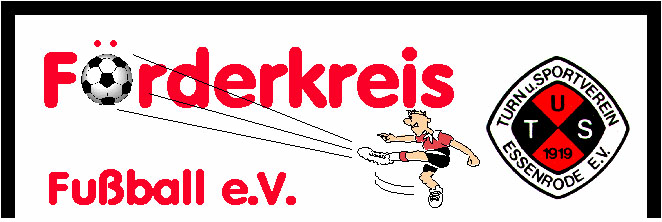 Förderkreis
Fußball e.V.
TURN u. SPORTVEREIN
U
T S
1919
ESSENRODE E.V.